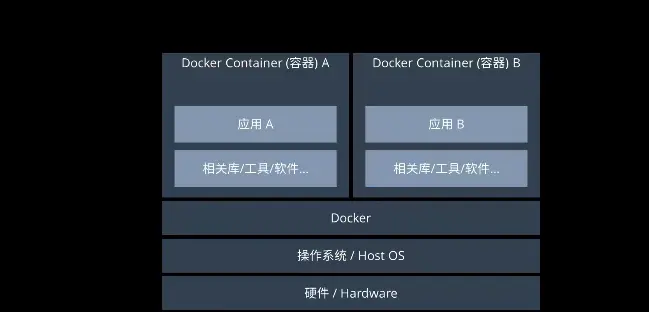 Docker Container (容器) A
Docker Container (容器) B
应用 A
应用 B
相关库/工具/软件...
相关库/工具/软件...
Docker
操作系统 / Host OS
硬件 / Hardware